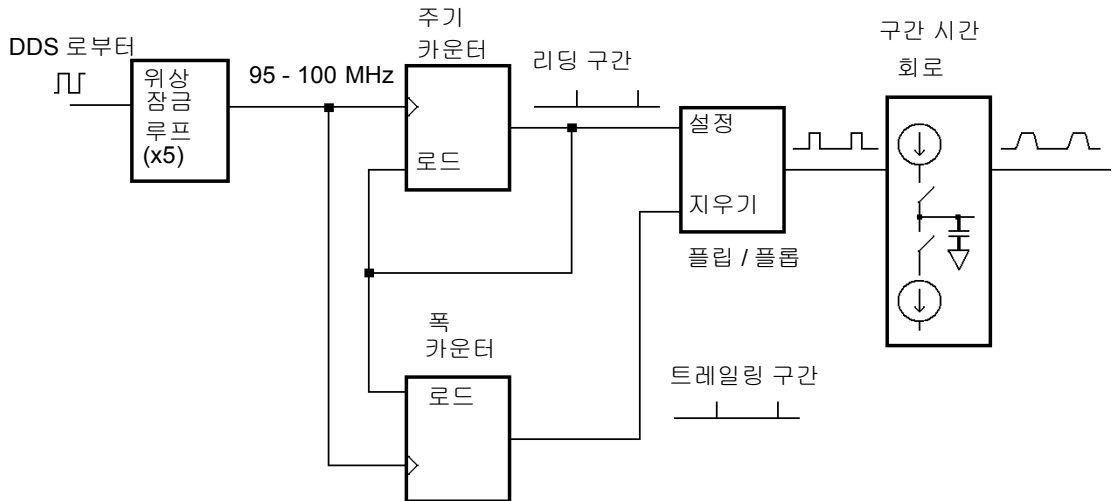 DDS 로부터
위상
잠금
루프
(x5)
95 - 100 MHz
주기
카운터
로드
리딩 구간
설정
지우기
플립 / 플롭
구간 시간
회로
폭
카운터
로드
트레일링 구간